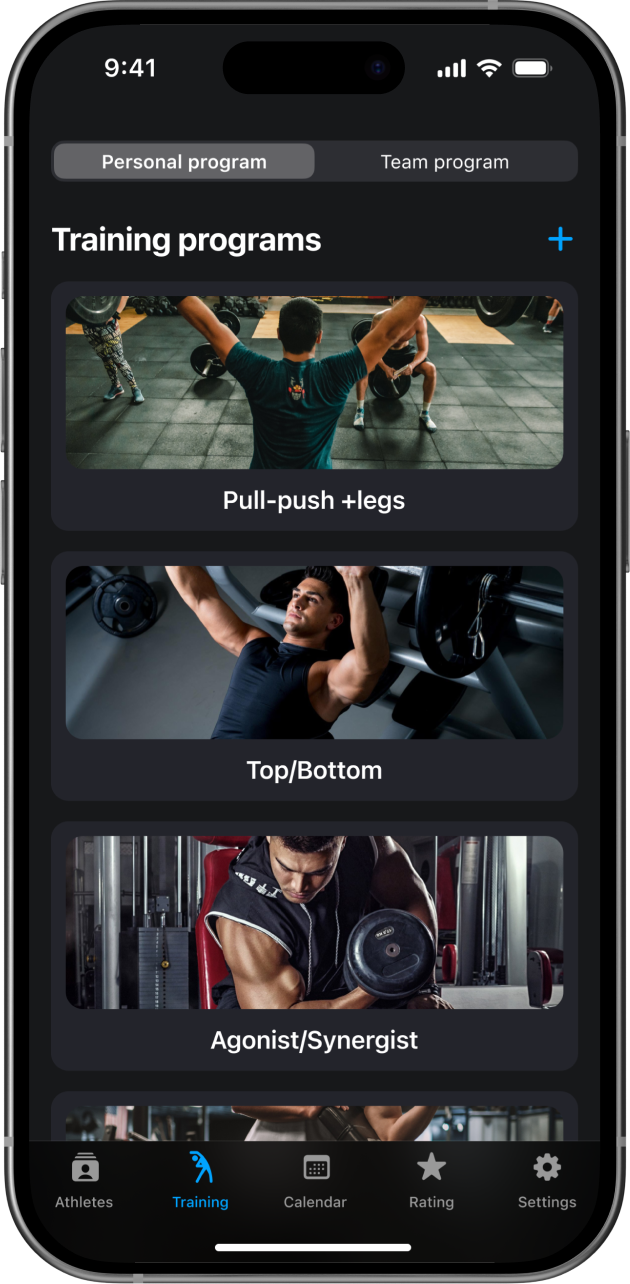 9:41
Personal program
Team program
Training programs
Pull-push +legs
Top/Bottom
Agonist/Synergist
Athletes
Training
Calendar
Rating
Settings